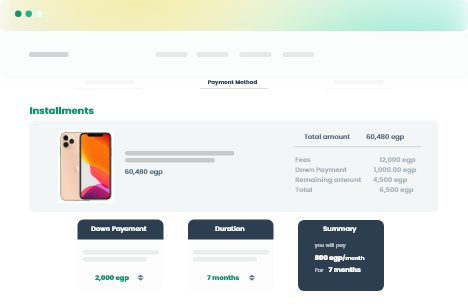 Payment Method
Installments
Total amount 60,480 egp
60,480 egp
Fees 12,000 egp
Down Payment 1,000.00 egp
Remaining amount 4,500 egp
Total 6,500 egp
Down Payement Duration Summary
you will pay
800 egp/month
2,000 egp 7 months For 7 months